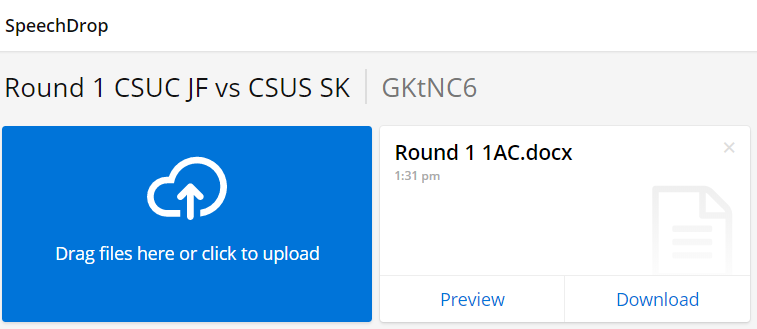 SpeechDrop
Round 1 CSUC JF vs CSUS SK GKtNC6
Round 1 1AC.docx
1:31 pm
Drag files here or click to upload
Preview Download